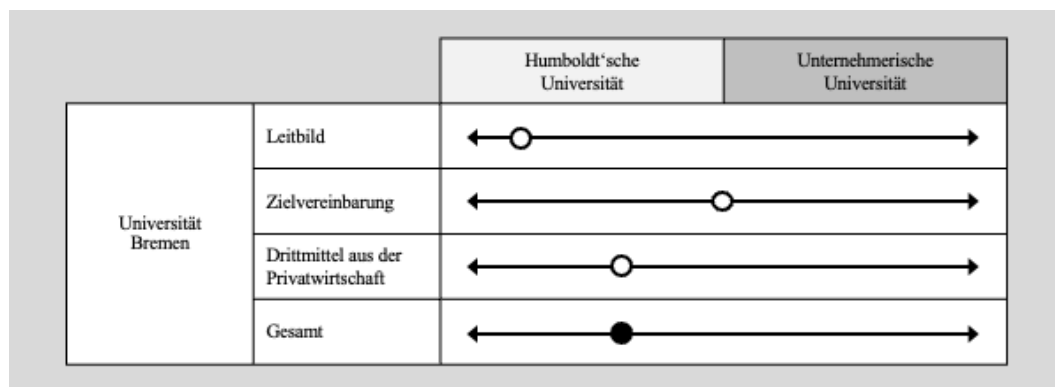 Humboldt‘sche
Universität
Unternehmerische
Universität
Universität
Bremen
Leitbild
Zielvereinbarung
Drittmittel aus der
Privatwirtschaft
Gesamt